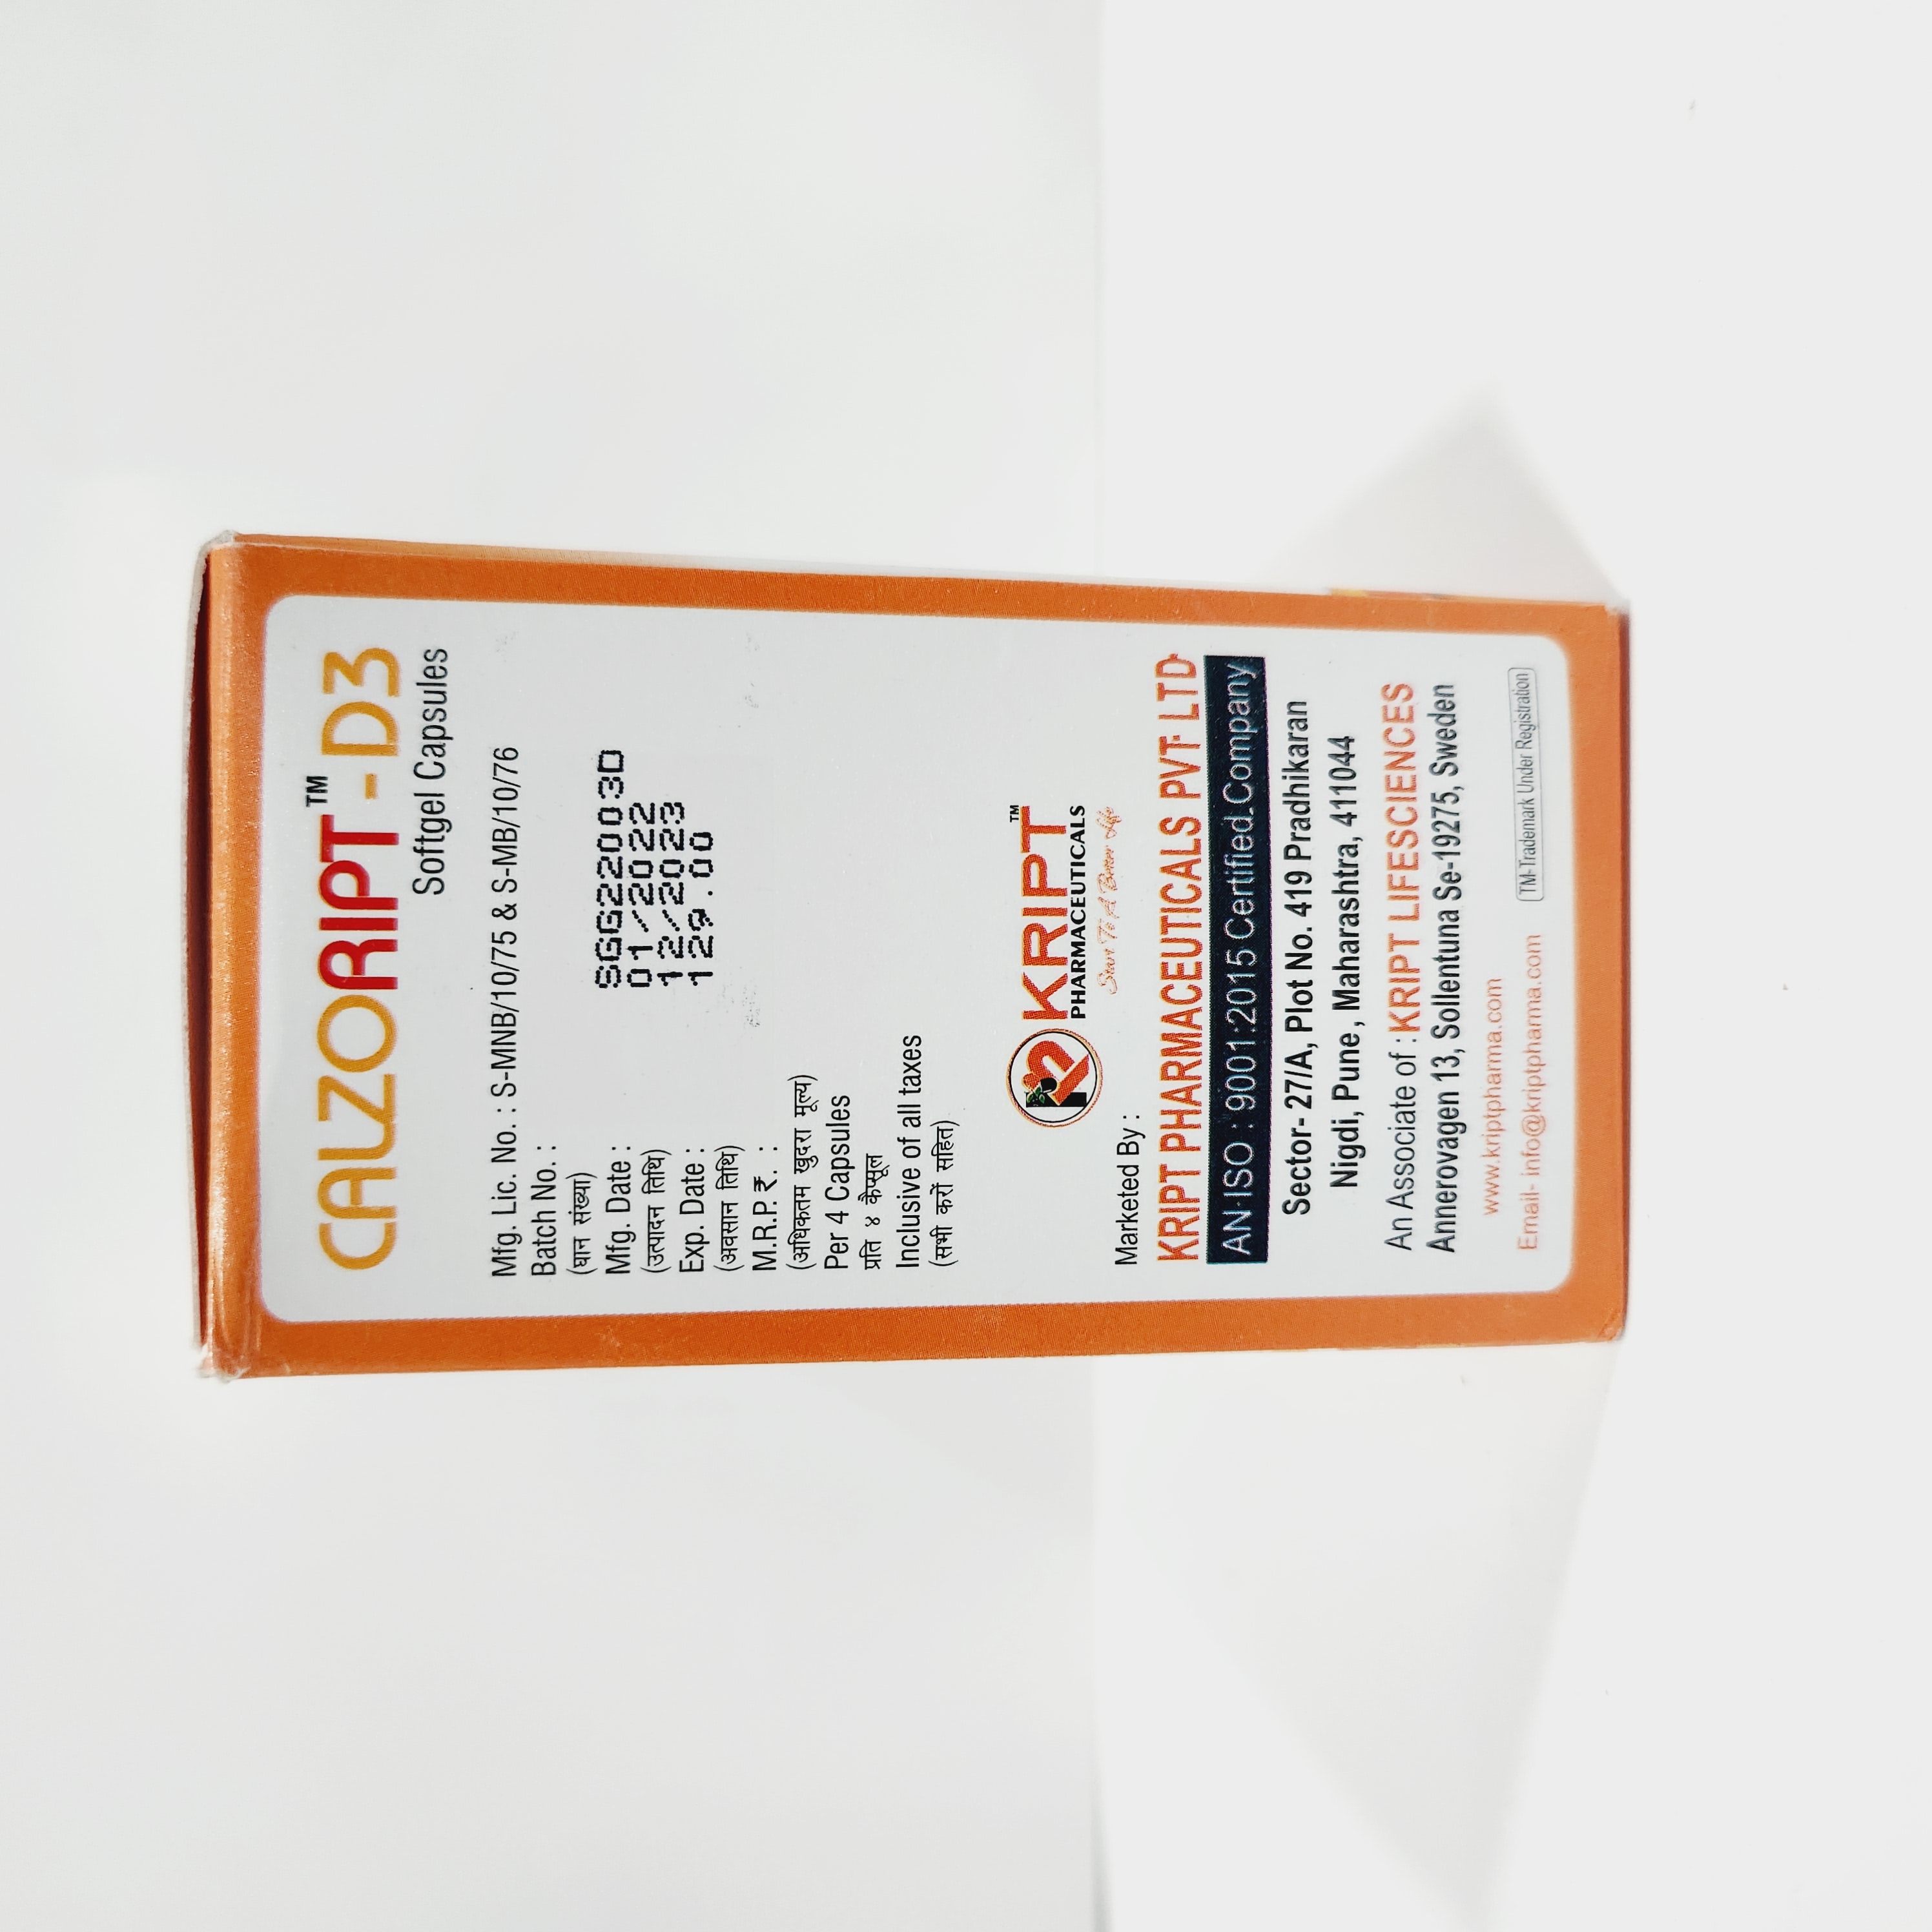 CALZORIPT™-D3
Softgel Capsules
Mfg. Lic. No. : S-MNB/10/75 & S-MB/10/76
Batch No. :
(घान संख्या)
SGG22003D
Mfg. Date :
01/2022
(उत्पादन तिथि)
12/2023
Exp. Date :
129.00
(अवसान तिथि)
M.R.P. ₹. :
(अधिकतम खुदरा मूल्य)
Per 4 Capsules
प्रति ४ कैप्सूल
Inclusive of all taxes
(सभी करों सहित)
KRIPT™
PHARMACEUTICALS
Start To A Better Life
Marketed By :
KRIPT PHARMACEUTICALS PVT. LTD.
AN ISO : 9001:2015 Certified Company
Sector- 27/A, Plot No. 419 Pradhikaran
Nigdi, Pune, Maharashtra, 411044
An Associate of : KRIPT LIFESCIENCES
Annerovagen 13, Sollentuna Se-19275, Sweden
www.kriptpharma.com
Email- info@kriptpharma.com
TM-Trademark Under Registration